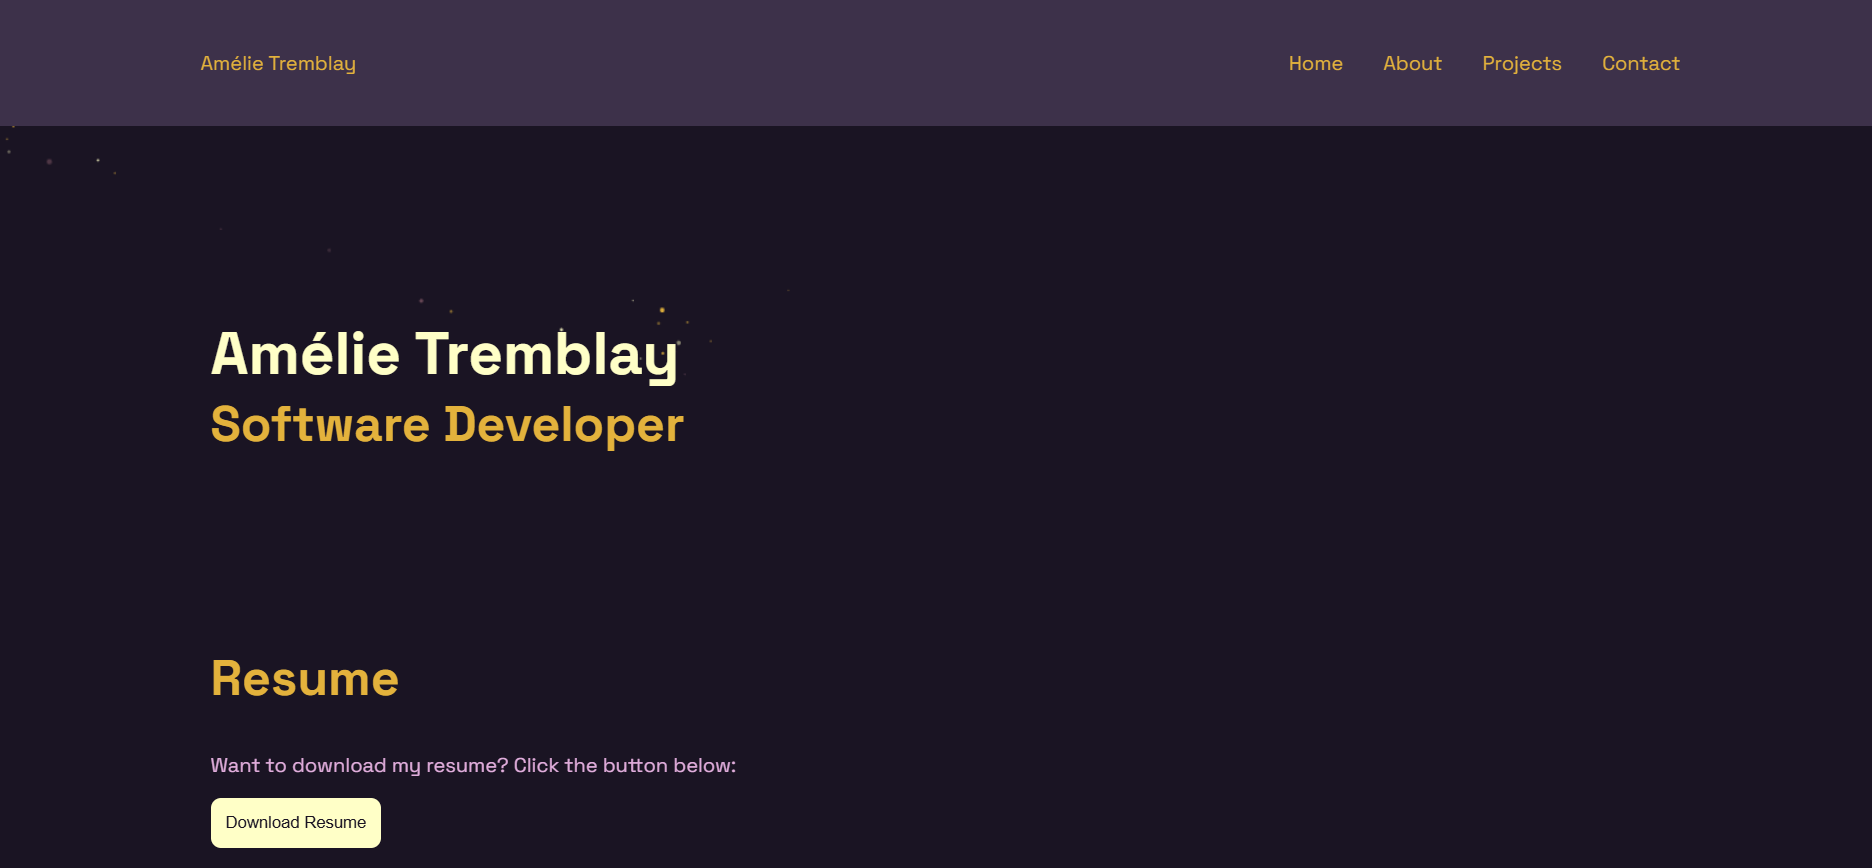 Amélie Tremblay
Home About Projects Contact
Amélie Tremblay
Software Developer
Resume
Want to download my resume? Click the button below:
Download Resume